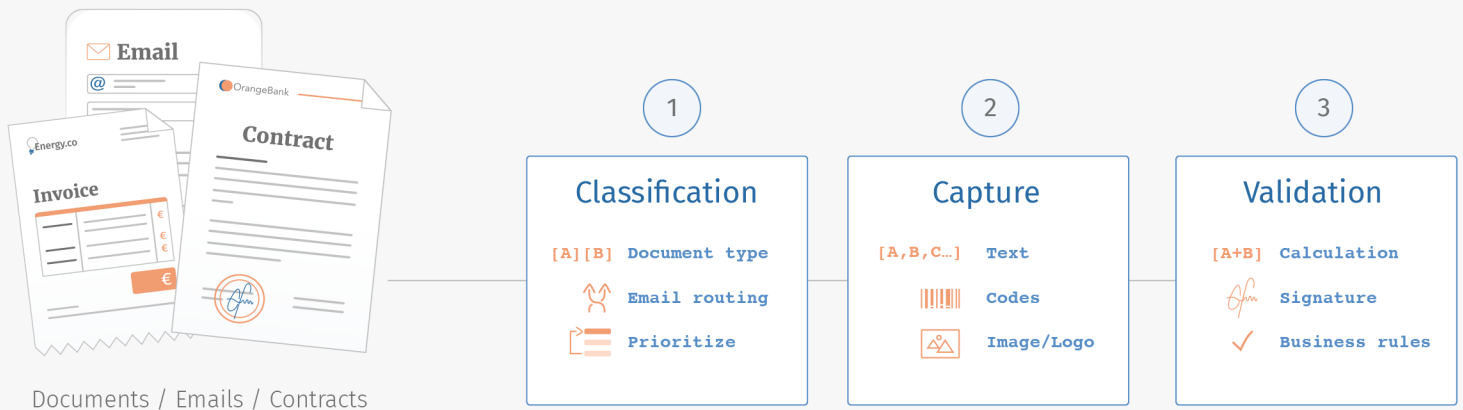 Email
@
OrangeBank
Contract
Energy.co
Invoice
€
€
€
€
Documents / Emails / Contracts
1
Classification
[A][B] Document type
Email routing
Prioritize
2
Capture
[A,B,C…] Text
Codes
Image/Logo
3
Validation
[A+B] Calculation
Signature
Business rules